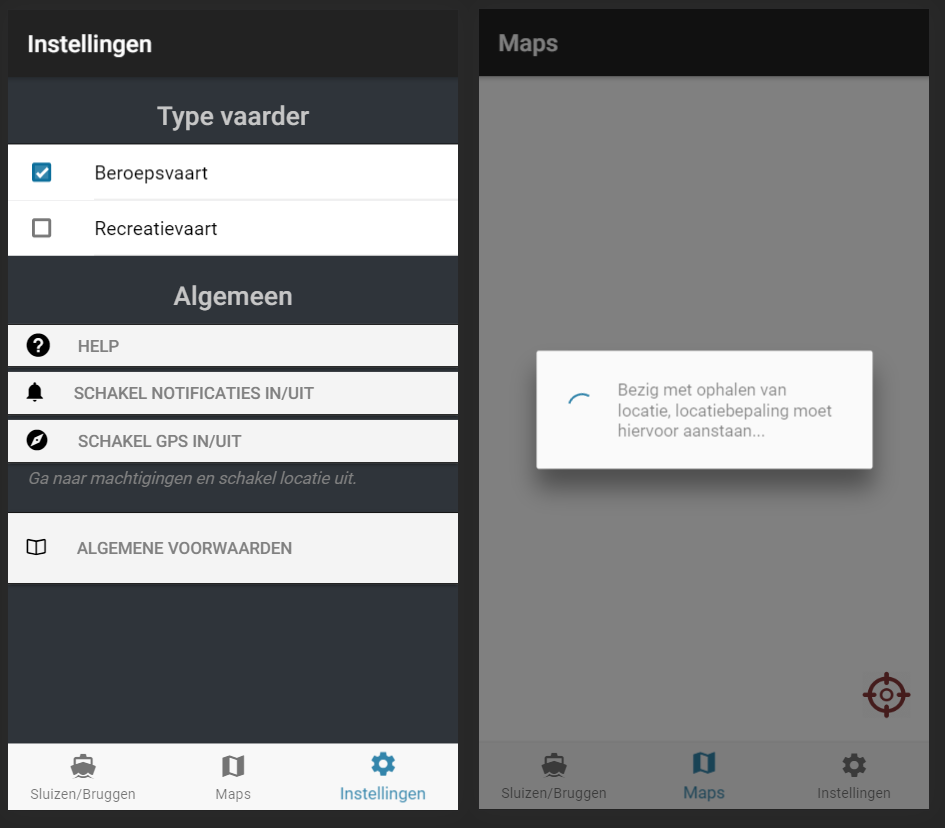 Instellingen
Type vaarder
Beroepsvaart
Recreatievaart
Algemeen
HELP
SCHAKEL NOTIFICATIES IN/UIT
SCHAKEL GPS IN/UIT
Ga naar machtigingen en schakel locatie uit.
ALGEMENE VOORWAARDEN
Sluizen/Bruggen
Maps
Instellingen
Maps
Bezig met ophalen van
locatie, locatiebepaling moet
hiervoor aanstaan...
Sluizen/Bruggen
Maps
Instellingen